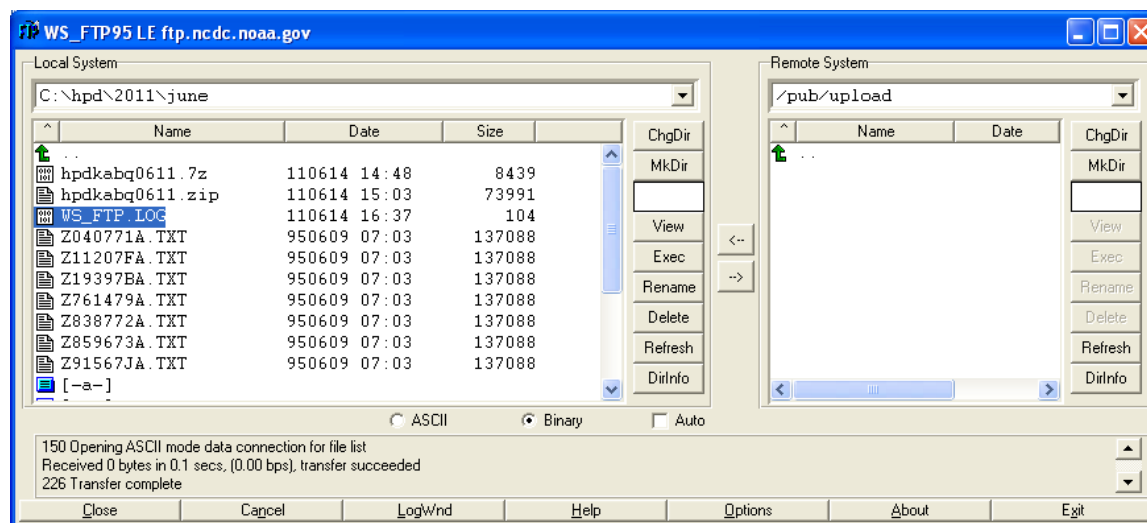 WS_FTP95 LE ftp.ncdc.noaa.gov
Local System
C:\hpd\2011\june
^ Name Date Size
..
hpdkabq0611.7z 110614 14:48 8439
hpdkabq0611.zip 110614 15:03 73991
WS_FTP.LOG 110614 16:37 104
Z040771A.TXT 950609 07:03 137088
Z11207FA.TXT 950609 07:03 137088
Z19397BA.TXT 950609 07:03 137088
Z761479A.TXT 950609 07:03 137088
Z838772A.TXT 950609 07:03 137088
Z859673A.TXT 950609 07:03 137088
Z91567JA.TXT 950609 07:03 137088
[-a-]
ChgDir
MkDir
View
Exec
Rename
Delete
Refresh
DirInfo
<--
-->
Remote System
/pub/upload
^ Name Date
..
ChgDir
MkDir
View
Exec
Rename
Delete
Refresh
DirInfo
ASCII Binary Auto
150 Opening ASCII mode data connection for file list
Received 0 bytes in 0.1 secs, (0.00 bps), transfer succeeded
226 Transfer complete
Close Cancel LogWnd Help Options About Exit